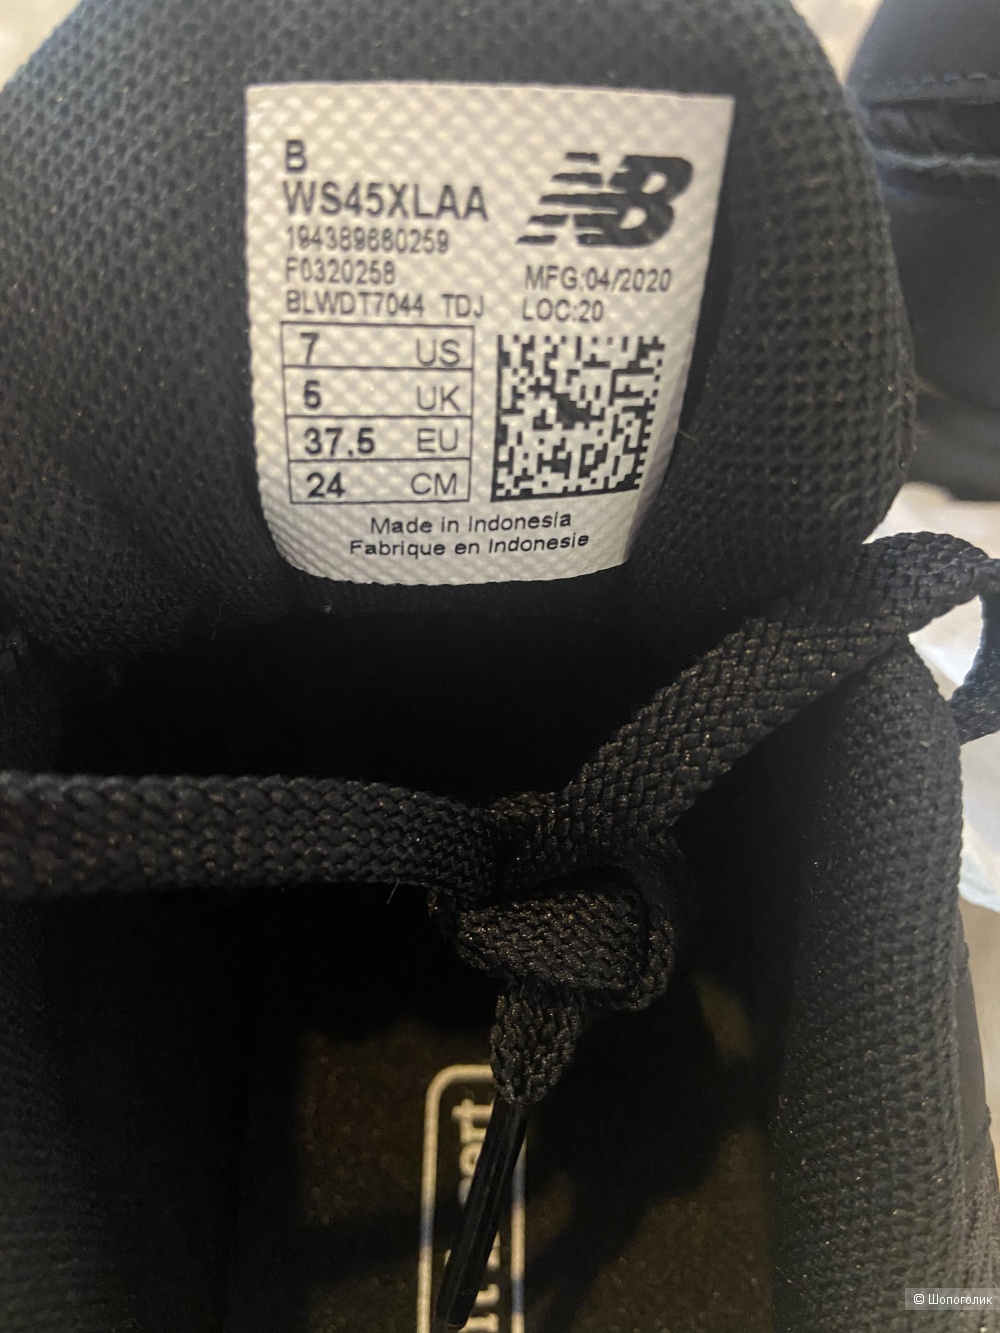 B
WS45XLAA
194389680259
F0320258
BLWDT7044 TDJ
NB
MFG:04/2020
LOC:20
7 US
5 UK
37.5 EU
24 CM
Made in Indonesia
Fabrique en Indonesie
© Шопоголик